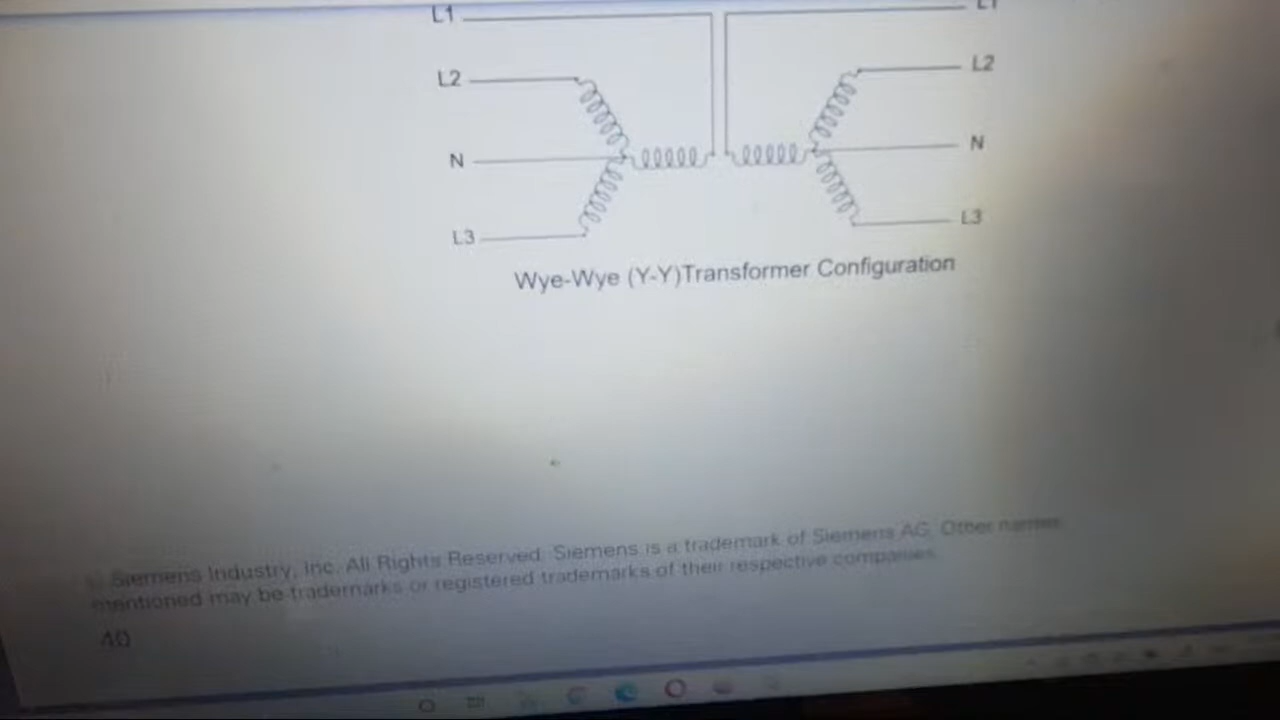 L1 L1
L2 L2
N N
L3 L3
Wye-Wye (Y-Y)Transformer Configuration
© Siemens Industry, Inc. All Rights Reserved. Siemens is a trademark of Siemens AG. Other names
mentioned may be trademarks or registered trademarks of their respective companies.
40